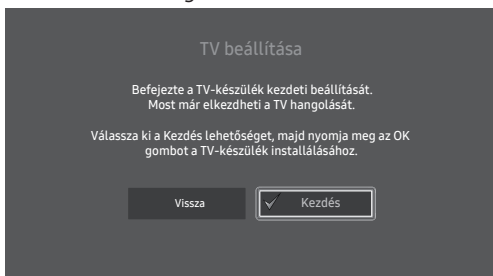 TV beállítása
Befejezte a TV-készülék kezdeti beállítását.
Most már elkezdheti a TV hangolását.
Válassza ki a Kezdés lehetőséget, majd nyomja meg az OK
gombot a TV-készülék installálásához.
Vissza
Kezdés